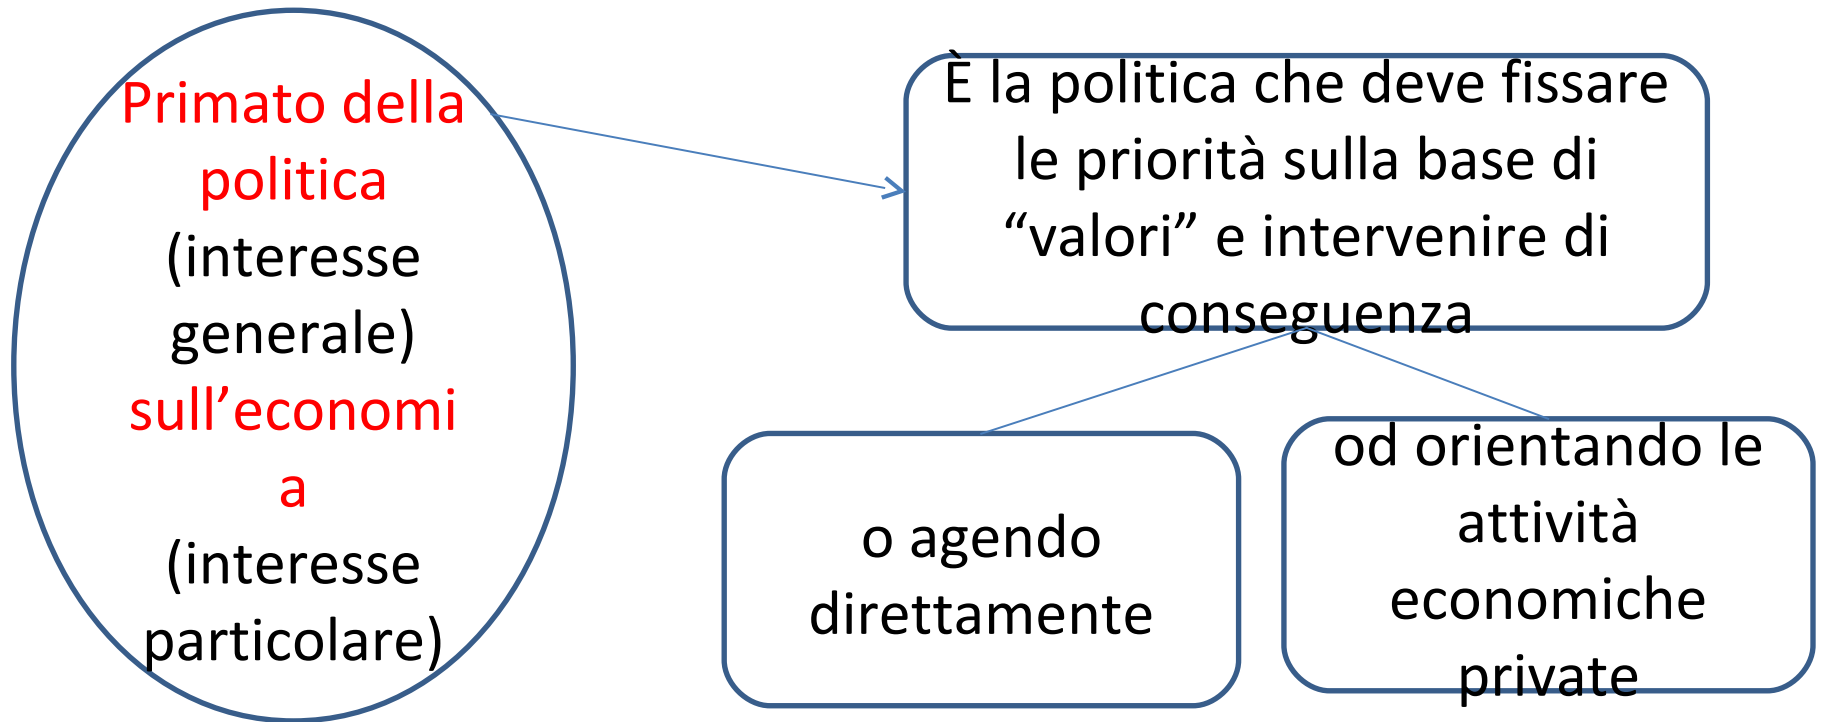 Primato della
politica
(interesse
generale)
sull’economi
a
(interesse
particolare)
È la politica che deve fissare
le priorità sulla base di
“valori” e intervenire di
conseguenza
o agendo
direttamente
od orientando le
attività
economiche
private